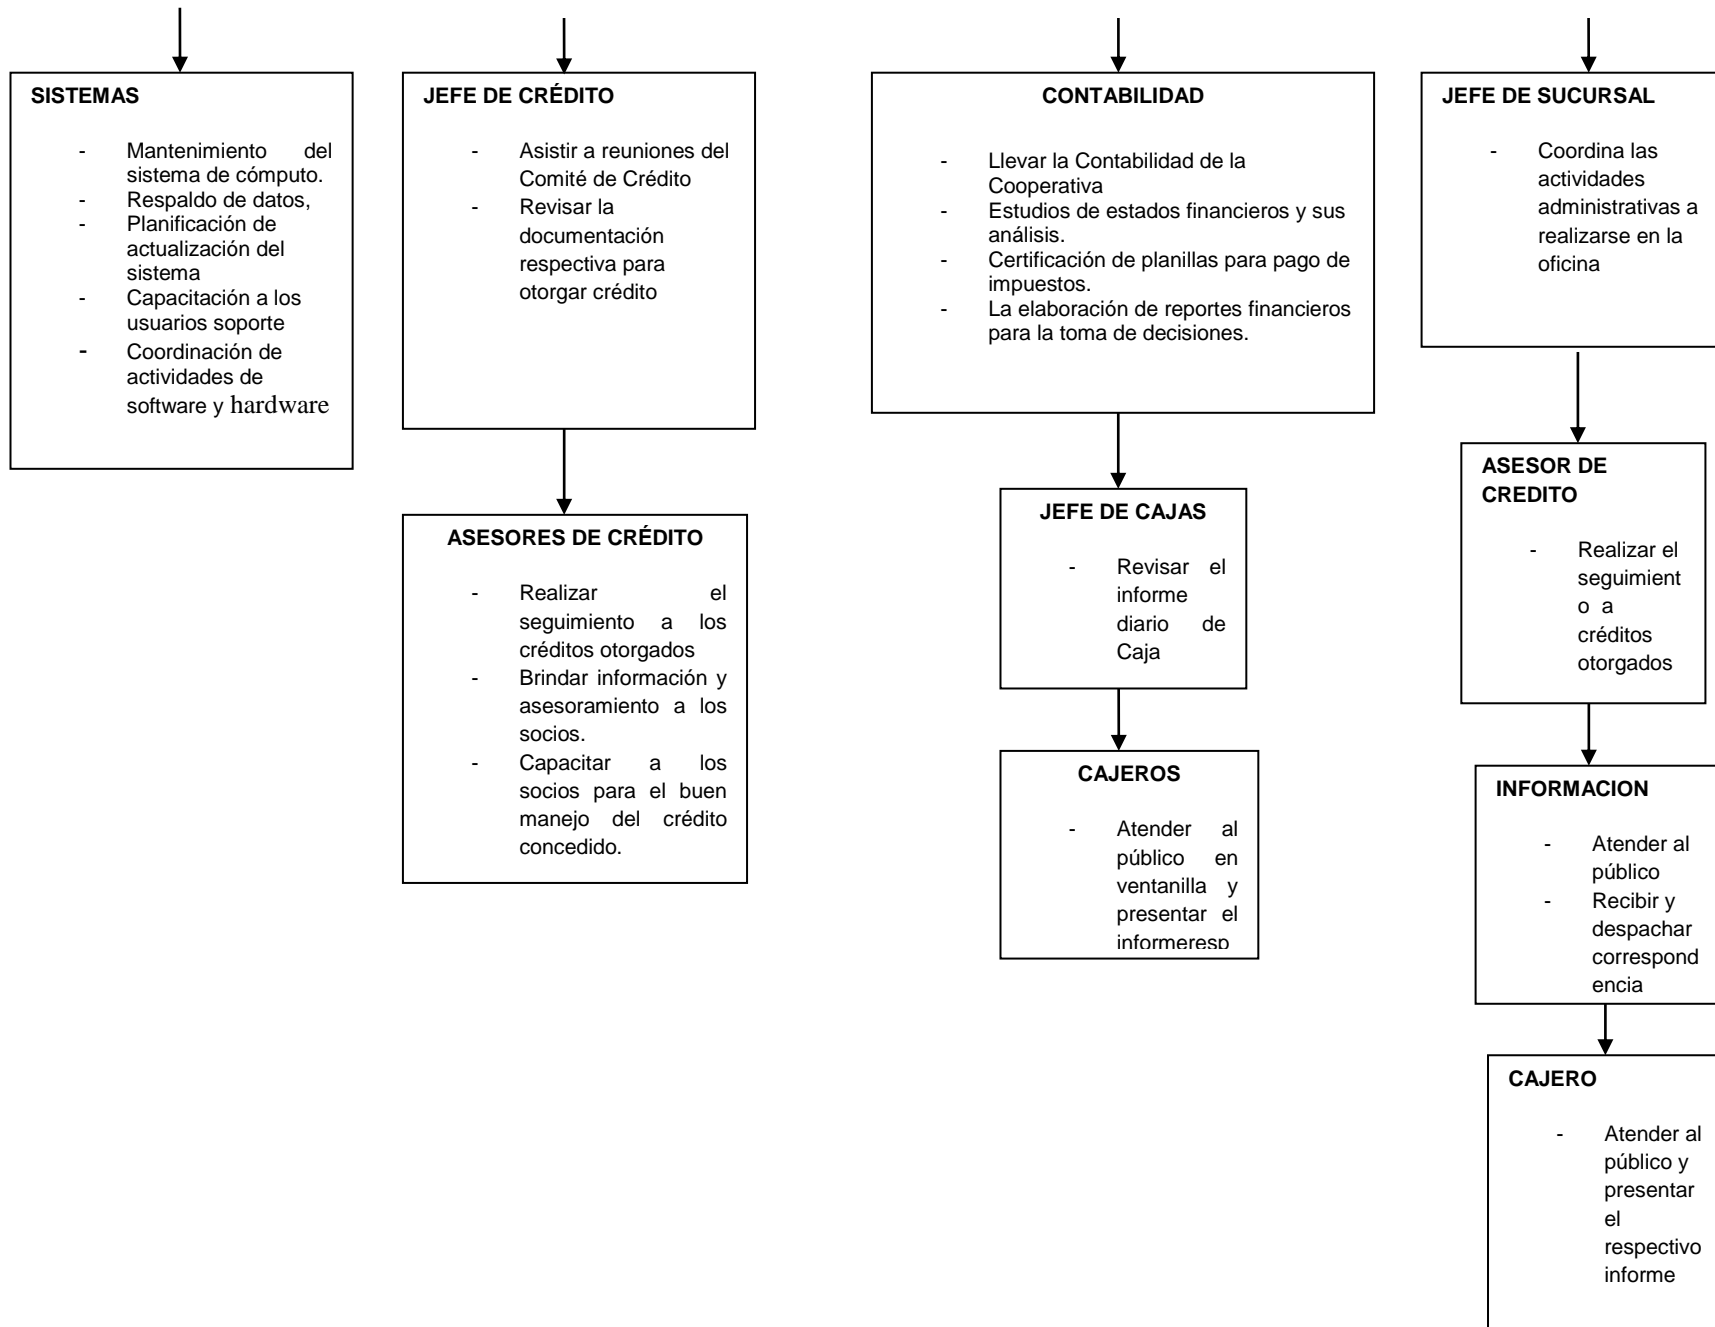 SISTEMAS
- Mantenimiento del
sistema de cómputo.
- Respaldo de datos,
- Planificación de
actualización del
sistema
- Capacitación a los
usuarios soporte
- Coordinación de
actividades de
software y hardware
JEFE DE CRÉDITO
- Asistir a reuniones del
Comité de Crédito
- Revisar la
documentación
respectiva para
otorgar crédito
ASESORES DE CRÉDITO
- Realizar el
seguimiento a los
créditos otorgados
- Brindar información y
asesoramiento a los
socios.
- Capacitar a los
socios para el buen
manejo del crédito
concedido.
CONTABILIDAD
- Llevar la Contabilidad de la
Cooperativa
- Estudios de estados financieros y sus
análisis.
- Certificación de planillas para pago de
impuestos.
- La elaboración de reportes financieros
para la toma de decisiones.
JEFE DE CAJAS
- Revisar el
informe
diario de
Caja
CAJEROS
- Atender al
público en
ventanilla y
presentar el
informeresp
JEFE DE SUCURSAL
- Coordina las
actividades
administrativas a
realizarse en la
oficina
ASESOR DE
CREDITO
- Realizar el
seguimient
o a
créditos
otorgados
INFORMACION
- Atender al
público
- Recibir y
despachar
correspond
encia
CAJERO
- Atender al
público y
presentar
el
respectivo
informe